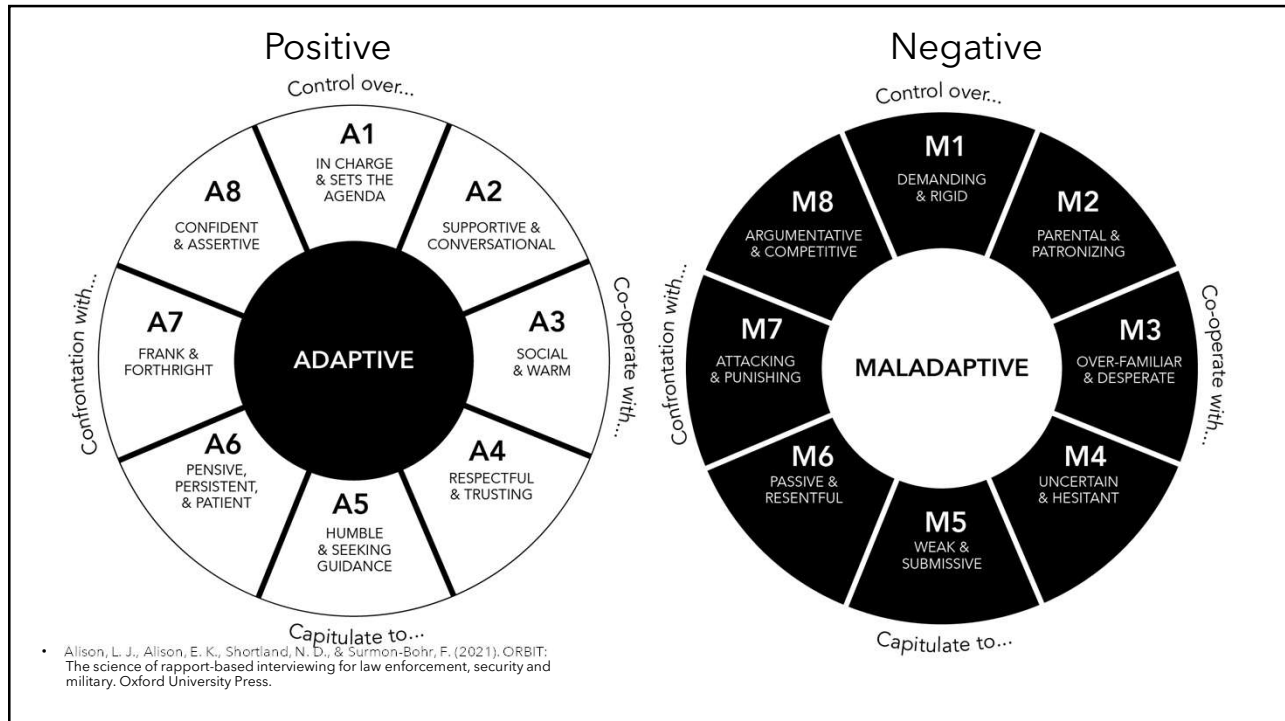 Positive
Control over...
A1
IN CHARGE
& SETS THE
AGENDA
A2
SUPPORTIVE &
CONVERSATIONAL
Co-operate with...
A3
SOCIAL
& WARM
A4
RESPECTFUL
& TRUSTING
A5
HUMBLE
& SEEKING
GUIDANCE
Capitulate to...
A6
PENSIVE,
PERSISTENT,
& PATIENT
A7
FRANK &
FORTHRIGHT
Confrontation with...
A8
CONFIDENT
& ASSERTIVE
ADAPTIVE
Negative
Control over...
M1
DEMANDING
& RIGID
M2
PARENTAL &
PATRONIZING
Co-operate with...
M3
OVER-FAMILIAR
& DESPERATE
M4
UNCERTAIN
& HESITANT
M5
WEAK &
SUBMISSIVE
Capitulate to...
M6
PASSIVE &
RESENTFUL
M7
ATTACKING
& PUNISHING
Confrontation with...
M8
ARGUMENTATIVE
& COMPETITIVE
MALADAPTIVE
• Alison, L. J., Alison, E. K., Shortland, N. D., & Surmon-Bohr, F. (2021). ORBIT:
The science of rapport-based interviewing for law enforcement, security and
military. Oxford University Press.